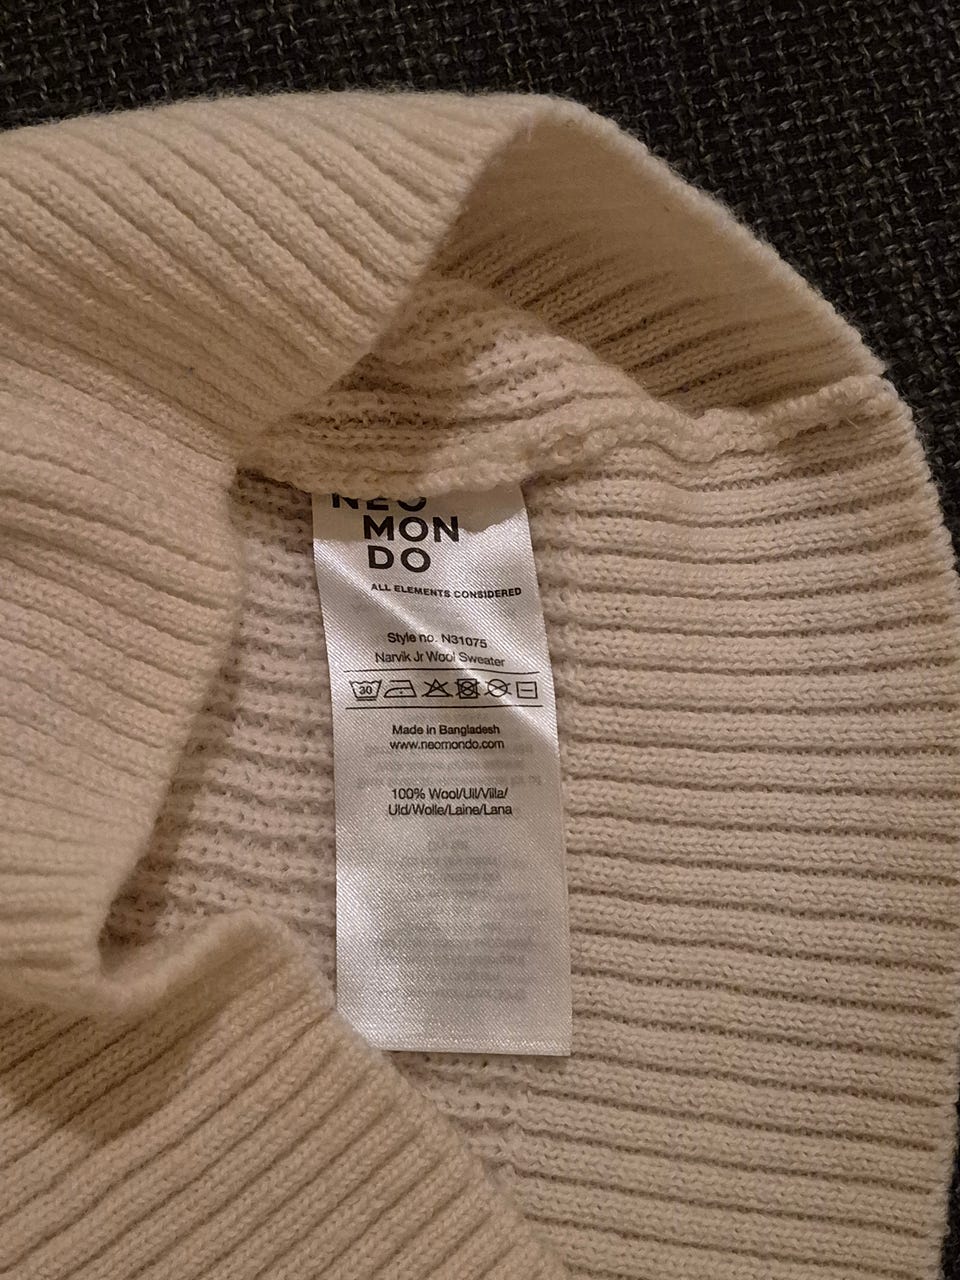 NEO
MON
DO
ALL ELEMENTS CONSIDERED
Style no. N31075
Narvik Jr Wool Sweater
30
Made in Bangladesh
www.neomondo.com
100% Wool/Ull/Villa/
Uld/Wolle/Laine/Lana